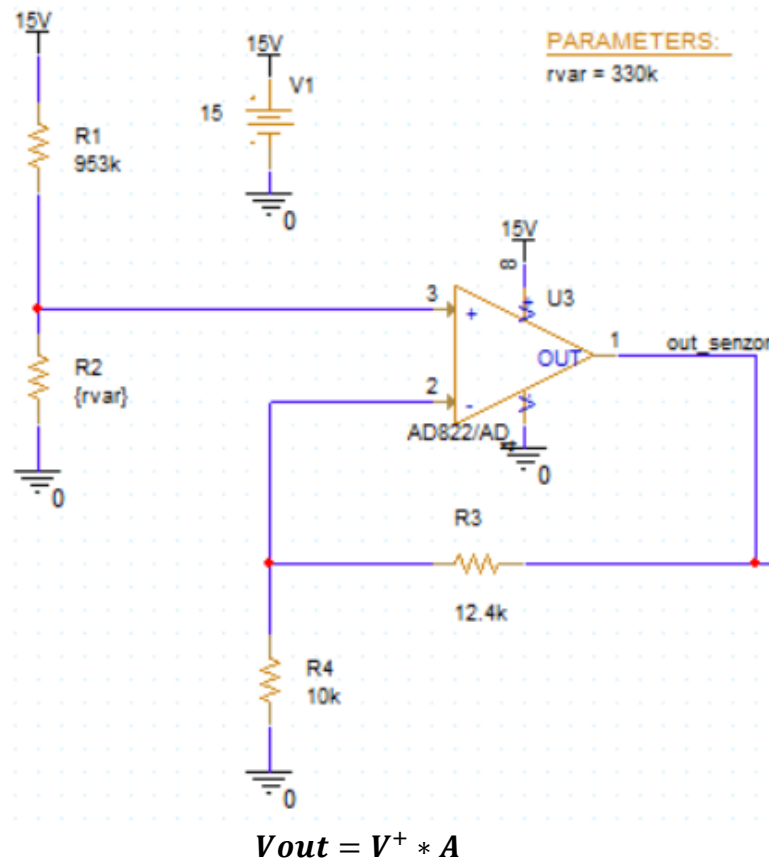 15V
R1
953k
R2
{rvar}
0
15V
V1
15
0
PARAMETERS:
rvar = 330k
15V
8
U3
3
+
OUT
1
out_senzor
2
-
AD822/AD
4
0
R3
12.4k
R4
10k
0
Vout = V⁺ * A